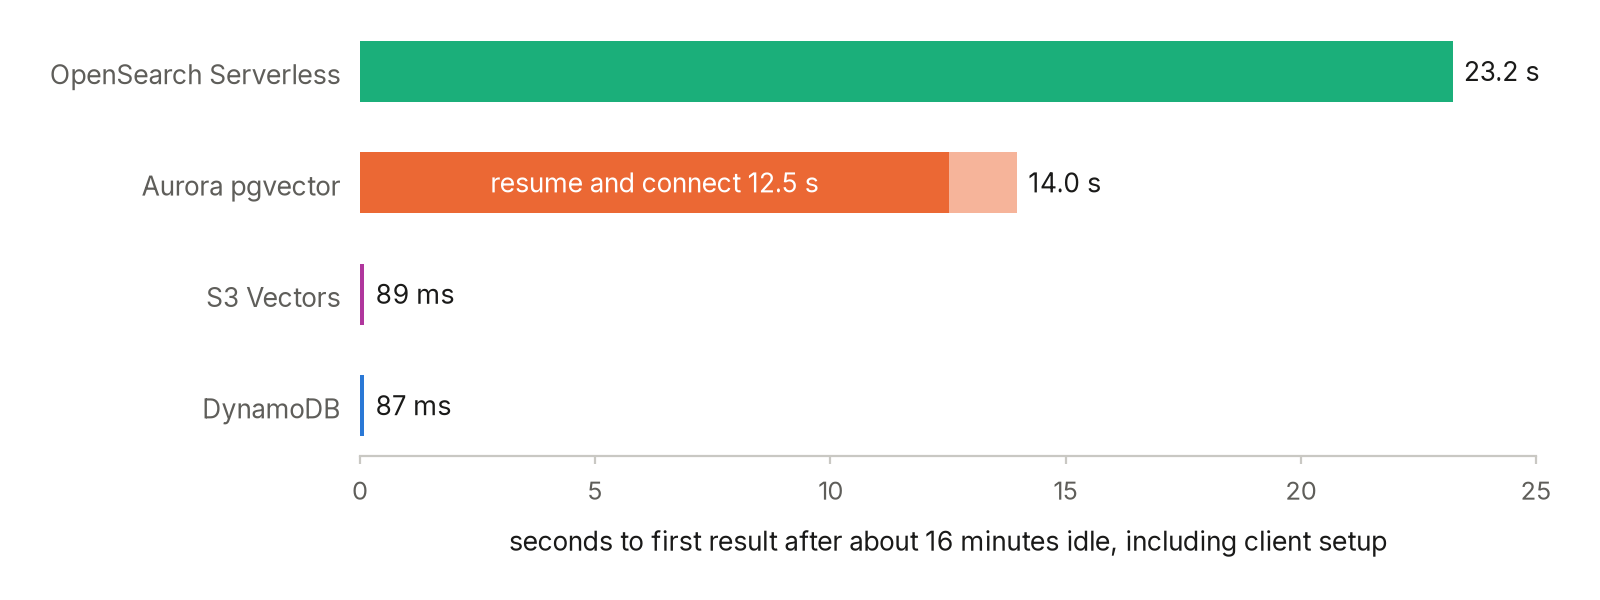 OpenSearch Serverless
23.2 s
Aurora pgvector
resume and connect 12.5 s
14.0 s
S3 Vectors
89 ms
DynamoDB
87 ms
0 5 10 15 20 25
seconds to first result after about 16 minutes idle, including client setup